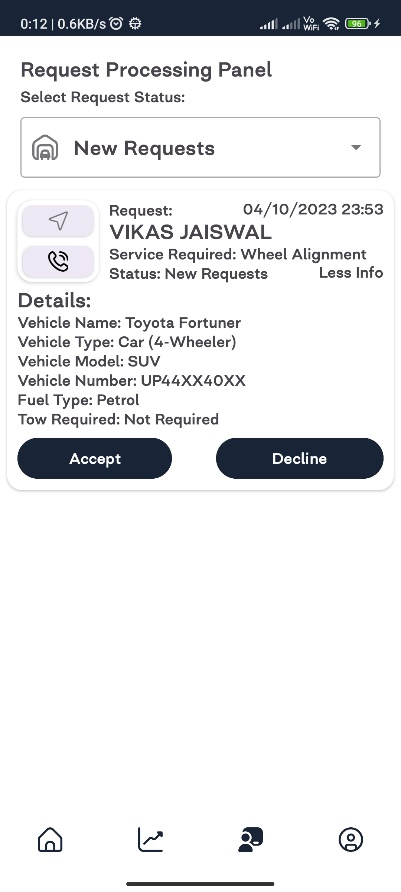 0:12 | 0.6KB/s
Vo
WiFi
96
Request Processing Panel
Select Request Status:
New Requests
Request:
04/10/2023 23:53
VIKAS JAISWAL
Service Required: Wheel Alignment
Status: New Requests
Less Info
Details:
Vehicle Name: Toyota Fortuner
Vehicle Type: Car (4-Wheeler)
Vehicle Model: SUV
Vehicle Number: UP44XX40XX
Fuel Type: Petrol
Tow Required: Not Required
Accept
Decline